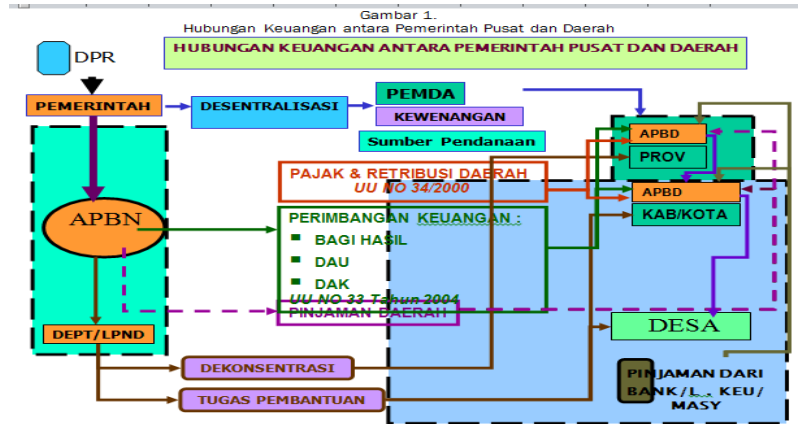 Gambar 1.
Hubungan Keuangan antara Pemerintah Pusat dan Daerah
HUBUNGAN KEUANGAN ANTARA PEMERINTAH PUSAT DAN DAERAH
DPR
PEMERINTAH
DESENTRALISASI
PEMDA
KEWENANGAN
Sumber Pendanaan
APBD
PROV
PAJAK & RETRIBUSI DAERAH
UU NO 34/2000
APBD
KAB/KOTA
APBN
PERIMBANGAN KEUANGAN :
BAGI HASIL
DAU
DAK
UU NO 33 Tahun 2004
PINJAMAN DAERAH
DESA
DEPT/LPND
DEKONSENTRASI
TUGAS PEMBANTUAN
PINJAMAN DARI
BANK/L . KEU/
MASY